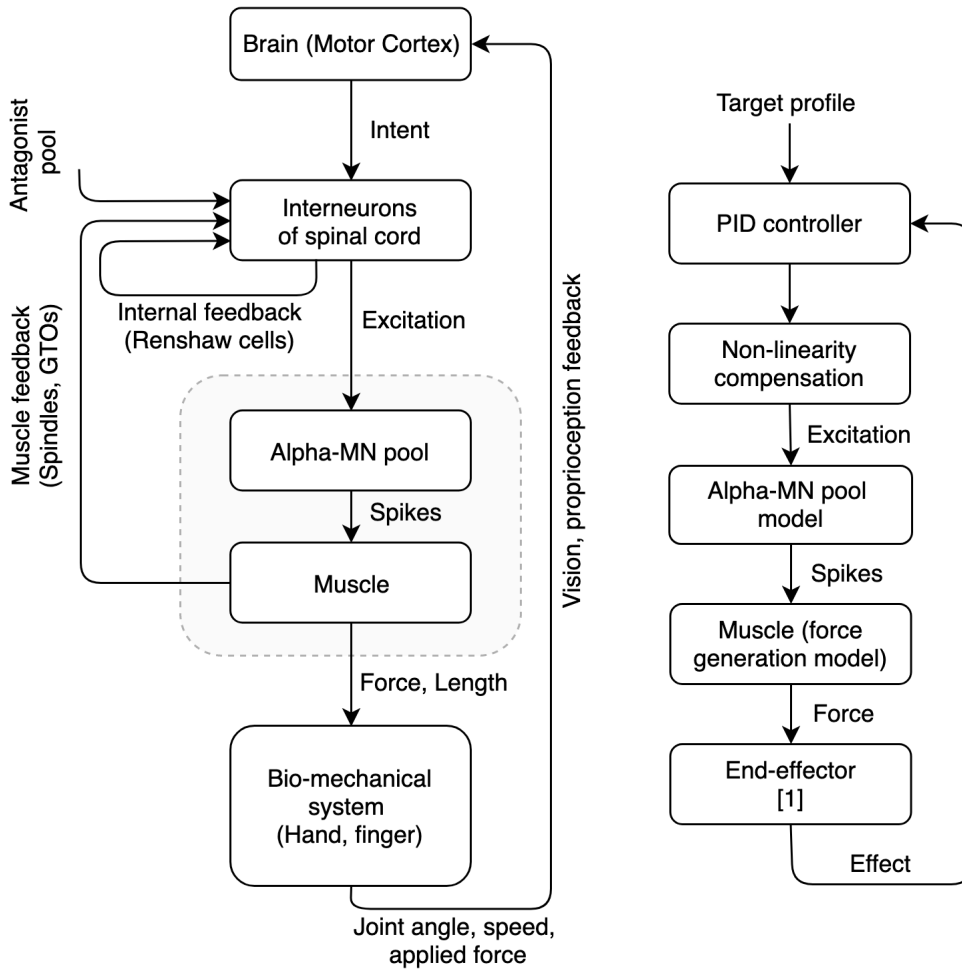 Brain (Motor Cortex)
Intent
Antagonist
pool
Interneurons
of spinal cord
Internal feedback
(Renshaw cells)
Excitation
Muscle feedback
(Spindles, GTOs)
Alpha-MN pool
Spikes
Muscle
Force, Length
Bio-mechanical
system
(Hand, finger)
Joint angle, speed,
applied force
Vision, proprioception feedback
Target profile
PID controller
Non-linearity
compensation
Excitation
Alpha-MN pool
model
Spikes
Muscle (force
generation model)
Force
End-effector
[1]
Effect